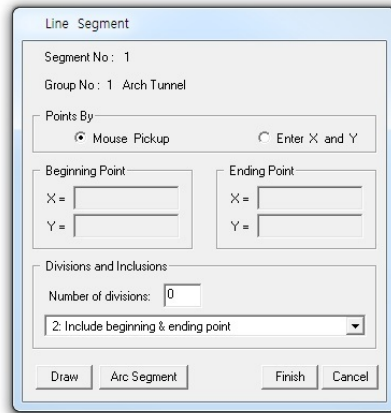 Line Segment
Segment No : 1
Group No : 1 Arch Tunnel
Points By
Mouse Pickup
Enter X and Y
Beginning Point
X =
Y =
Ending Point
X =
Y =
Divisions and Inclusions
Number of divisions: 0
2: Include beginning & ending point
Draw
Arc Segment
Finish
Cancel